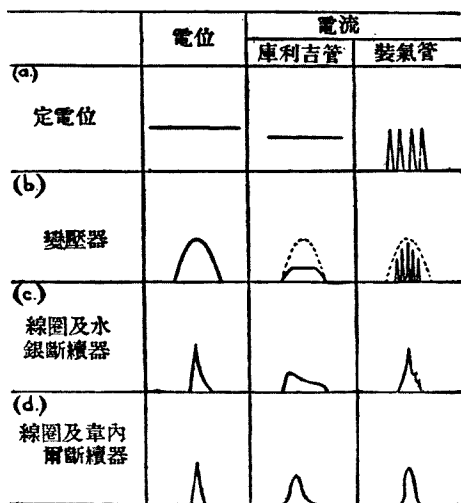 電位
電流
庫利吉管
裝氣管
(a.)
定電位
(b.)
變壓器
(c.)
線圈及水
銀斷續器
(d.)
線圈及韋內
爾斷續器